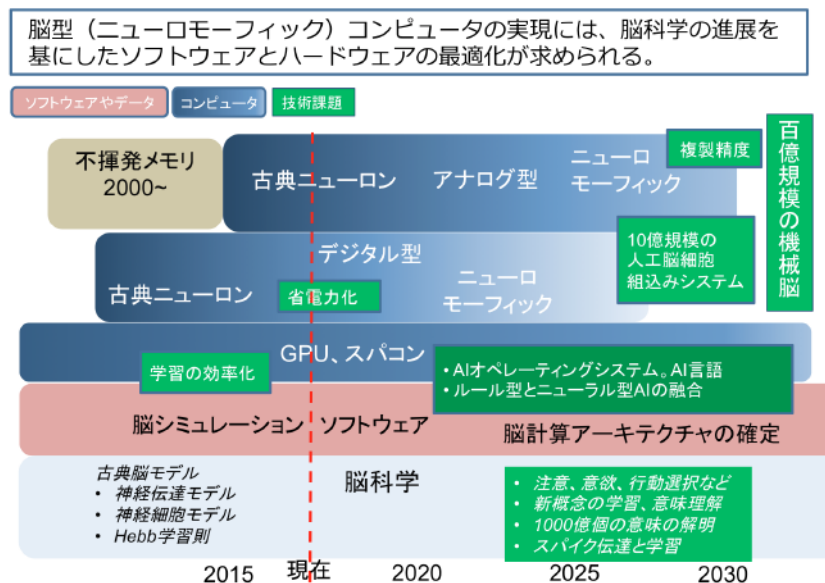 脳型（ニューロモーフィック）コンピュータの実現には、脳科学の進展を
基にしたソフトウェアとハードウェアの最適化が求められる。
ソフトウェアやデータ
コンピュータ
技術課題
百億規模の機械脳
不揮発メモリ
2000~
古典ニューロン
アナログ型
ニューロ
モーフィック
複製精度
デジタル型
古典ニューロン
省電力化
ニューロ
モーフィック
10億規模の
人工脳細胞
組込みシステム
GPU、スパコン
学習の効率化
・AIオペレーティングシステム。AI言語
・ルール型とニューラル型AIの融合
脳シミュレーション
ソフトウェア
脳計算アーキテクチャの確定
古典脳モデル
• 神経伝達モデル
• 神経細胞モデル
• Hebb学習則
脳科学
• 注意、意欲、行動選択など
• 新概念の学習、意味理解
• 1000億個の意味の解明
• スパイク伝達と学習
2015
現在
2020
2025
2030